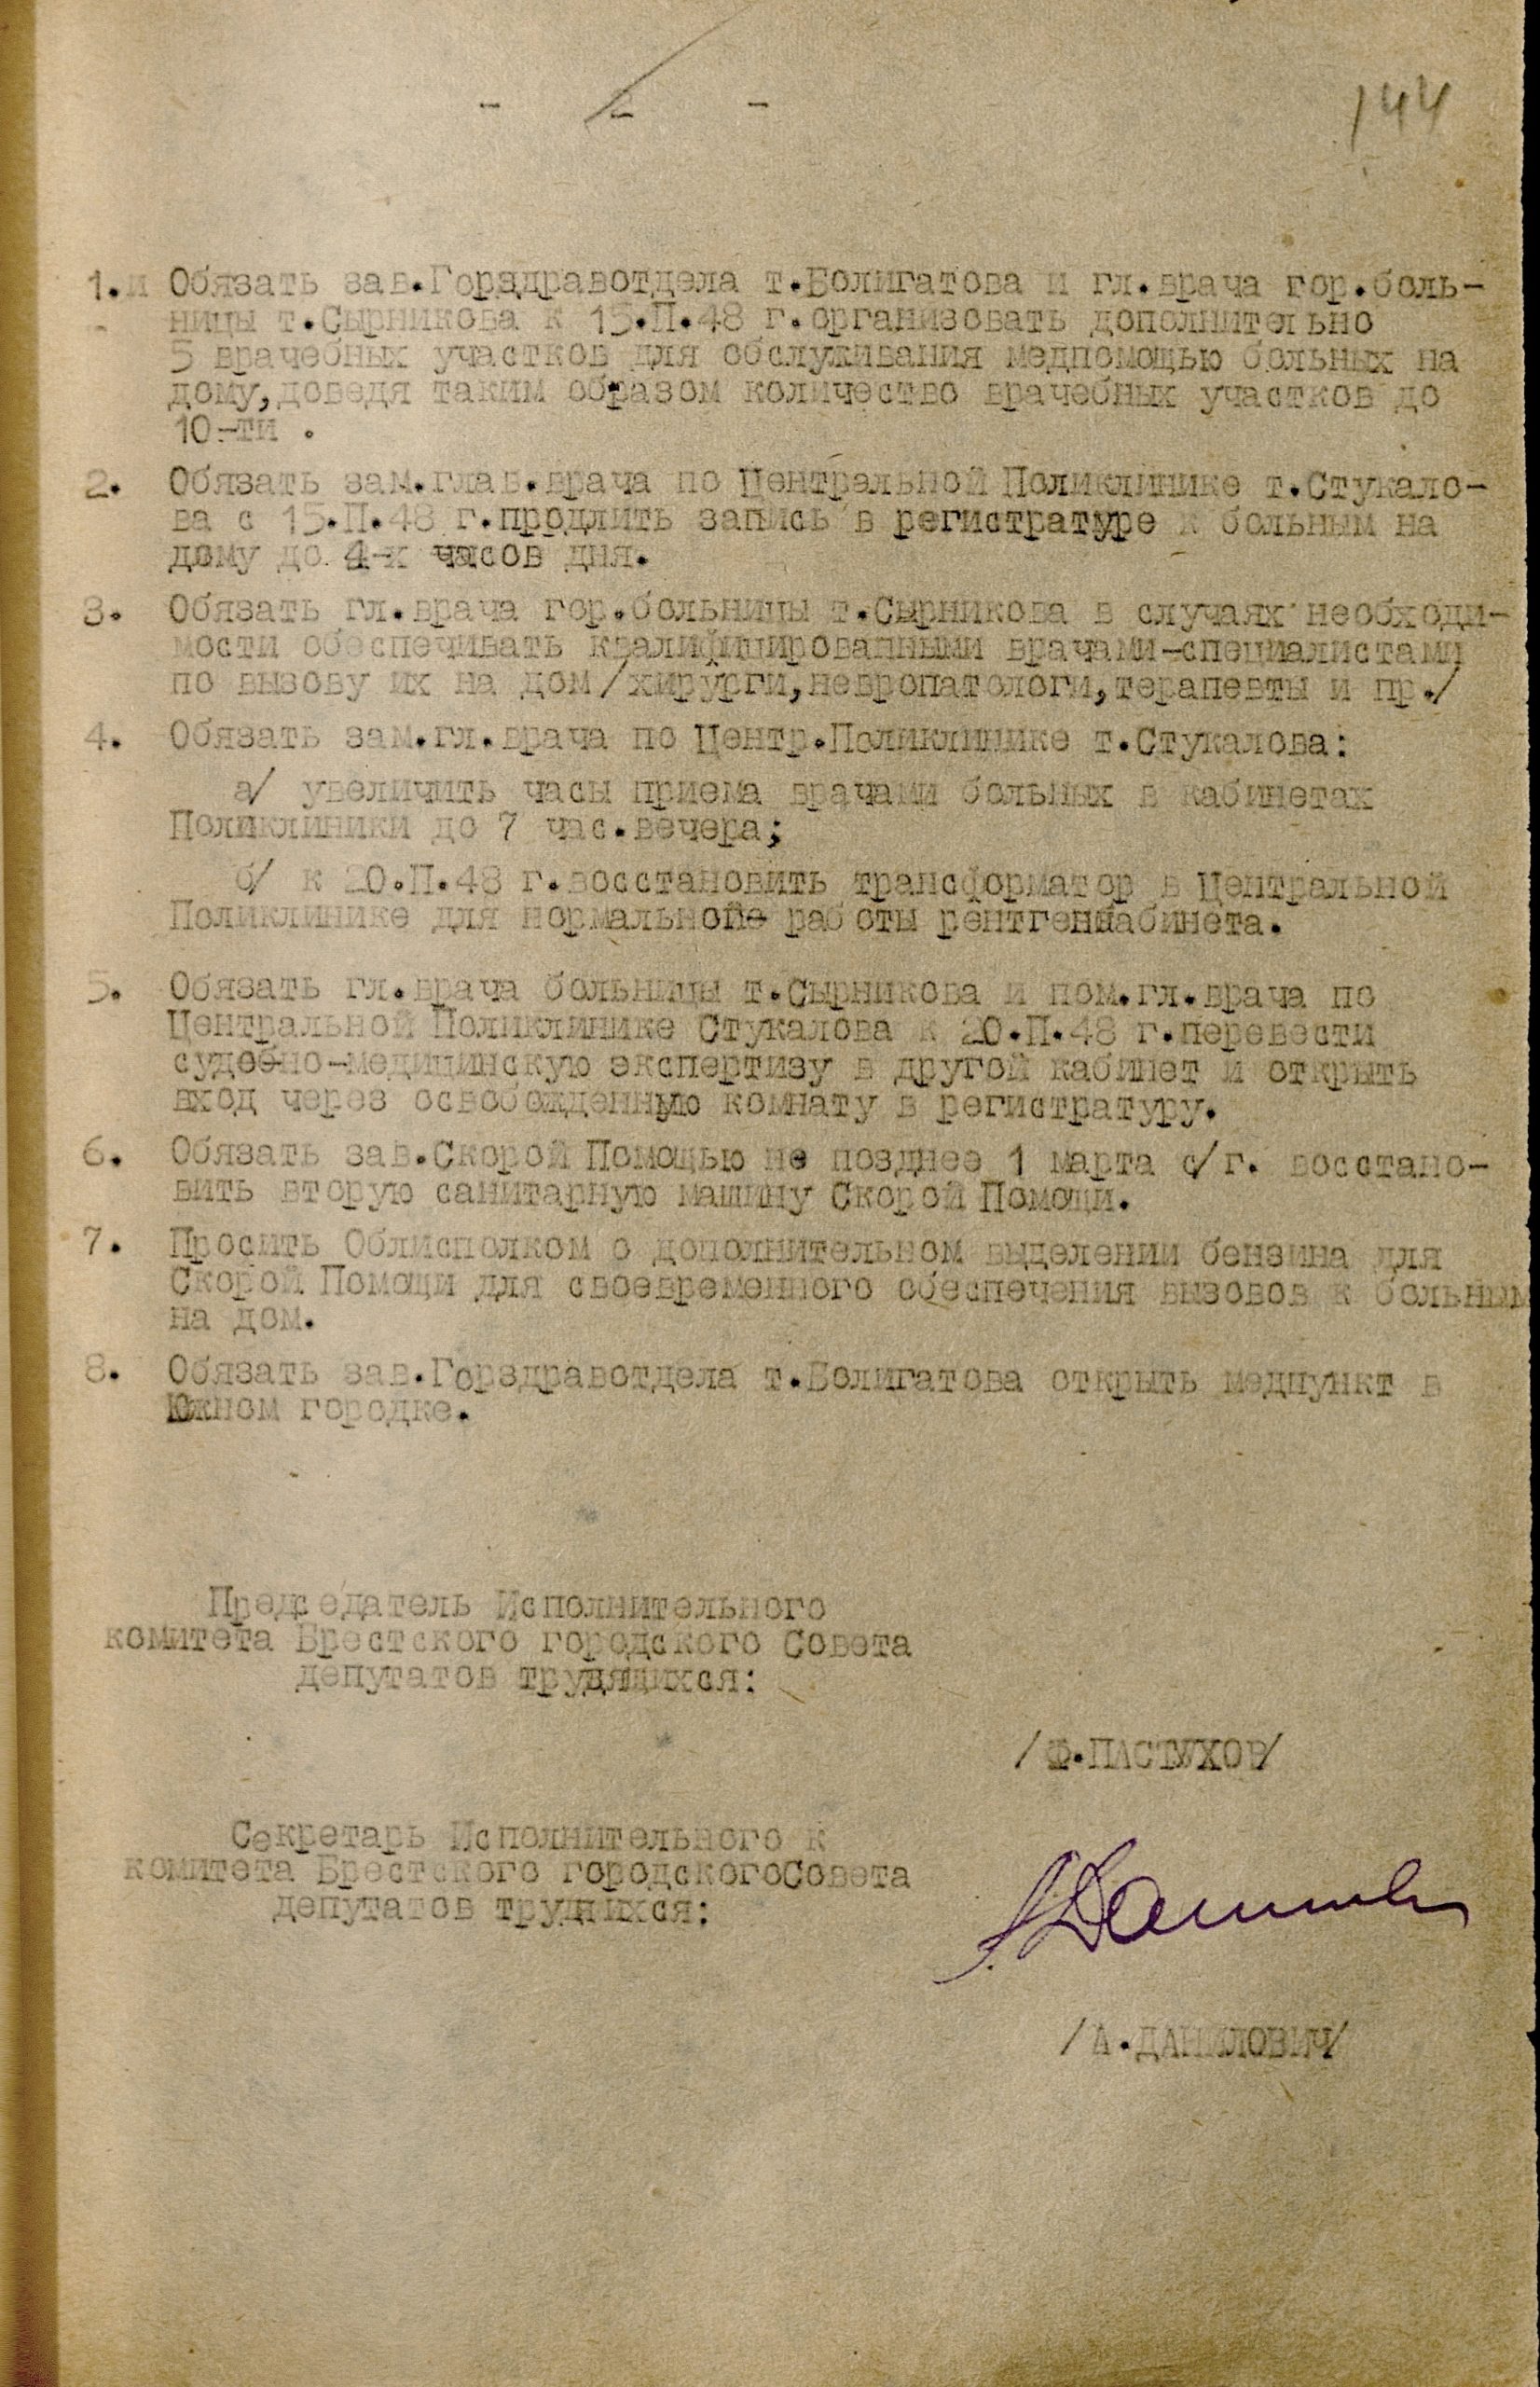 - 2 -
144
1. Обязать зав.Горздравотдела т.Болигатова и гл.врача гор.боль-
ницы т.Сырникова к 15.П.48 г.организовать дополнительно
5 врачебных участков для обслуживания медпомощью больных на
дому,доведя таким образом количество врачебных участков до
10-ти .
2. Обязать зам.глав.врача по Центральной Поликлинике т.Стукало-
ва с 15.П.48 г.продлить запись в регистратуре к больным на
дому до 4-х часов дня.
3. Обязать гл.врача гор.больницы т.Сырникова в случаях необходи-
мости обеспечивать квалифицированными врачами-специалистами
по вызову их на дом/хирурги,невропатологи,терапевты и пр./
4. Обязать зам.гл.врача по Центр.Поликлинике т.Стукалова:
а/ увеличить часы приема врачами больных в кабинетах
Поликлиники до 7 час.вечера;
б/ к 20.П.48 г.восстановить трансформатор в Центральной
Поликлинике для нормальной работы рентгенкабинета.
5. Обязать гл.врача больницы т.Сырникова и пом.гл.врача по
Центральной Поликлинике Стукалова к 20.П.48 г.перевести
судебно-медицинскую экспертизу в другой кабинет и открыть
вход через освобожденную комнату в регистратуру.
6. Обязать зав.Скорой Помощью не позднее 1 марта с/г. восстано-
вить вторую санитарную машину Скорой Помощи.
7. Просить Облисполком о дополнительном выделении бензина для
Скорой Помощи для своевременного обеспечения вызовов к больным
на дом.
8. Обязать зав.Горздравотдела т.Болигатова открыть медпункт в
Южном городке.
Председатель Исполнительного
комитета Брестского городского Совета
депутатов трудящихся:
/Ф.ПАСТУХОВ/
Секретарь Исполнительного к
комитета Брестского городскогоСовета
депутатов трудщихся:
/А.ДАНИЛОВИЧ/